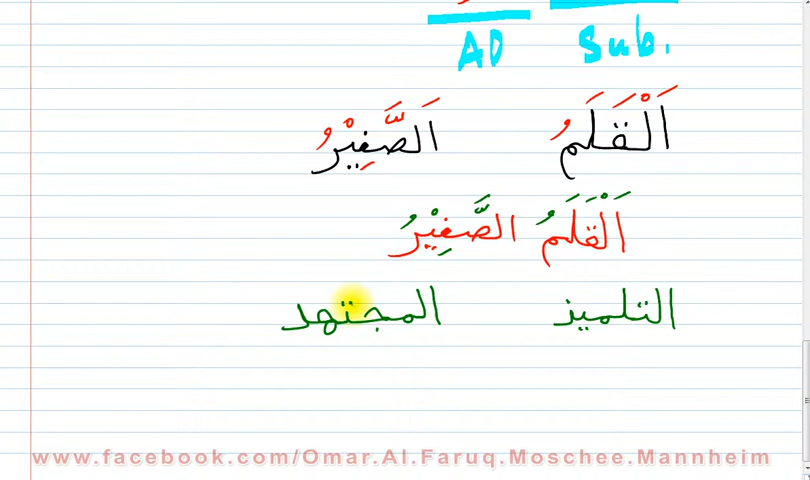 AD Sub.
اَلْقَلَمُ اَلصَّغِيْرُ
اَلْقَلَمُ الصَّغِيْرُ
التلميذ المجتهد
www.facebook.com/Omar.Al.Faruq.Moschee.Mannheim